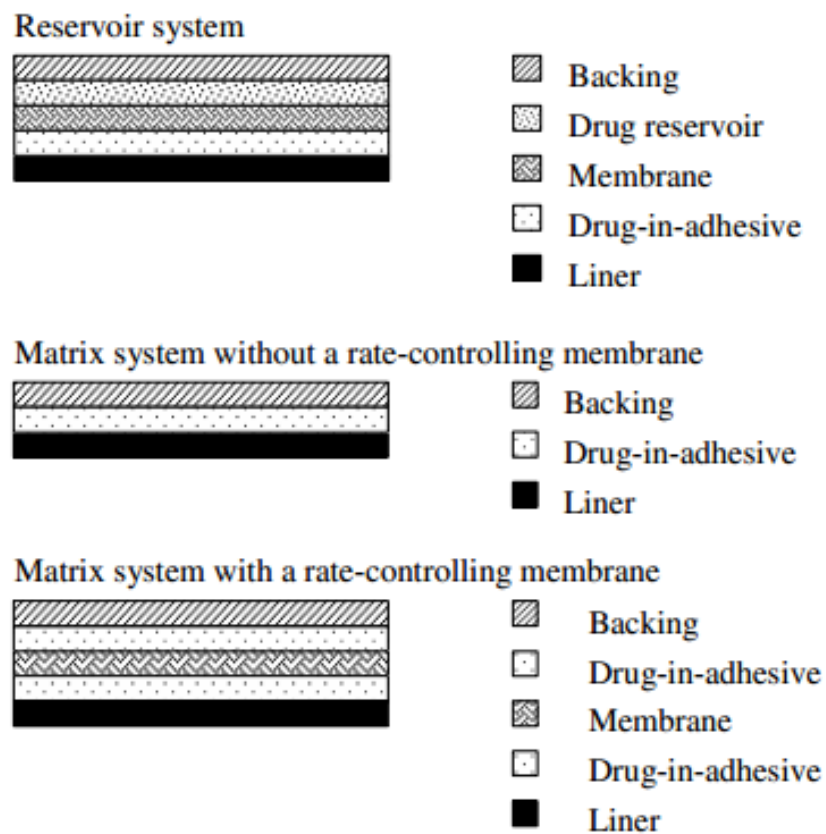 Reservoir system
Backing
Drug reservoir
Membrane
Drug-in-adhesive
Liner
Matrix system without a rate-controlling membrane
Backing
Drug-in-adhesive
Liner
Matrix system with a rate-controlling membrane
Backing
Drug-in-adhesive
Membrane
Drug-in-adhesive
Liner